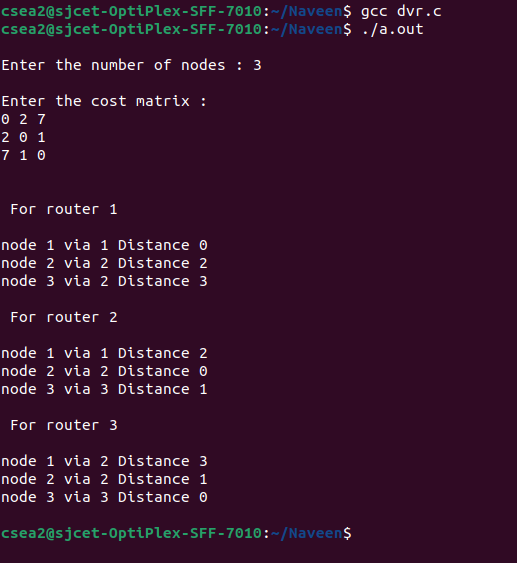 csea2@sjcet-OptiPlex-SFF-7010:~/Naveen$ gcc dvr.c
csea2@sjcet-OptiPlex-SFF-7010:~/Naveen$ ./a.out
Enter the number of nodes : 3
Enter the cost matrix :
0 2 7
2 0 1
7 1 0
For router 1
node 1 via 1 Distance 0
node 2 via 2 Distance 2
node 3 via 2 Distance 3
For router 2
node 1 via 1 Distance 2
node 2 via 2 Distance 0
node 3 via 3 Distance 1
For router 3
node 1 via 2 Distance 3
node 2 via 2 Distance 1
node 3 via 3 Distance 0
csea2@sjcet-OptiPlex-SFF-7010:~/Naveen$